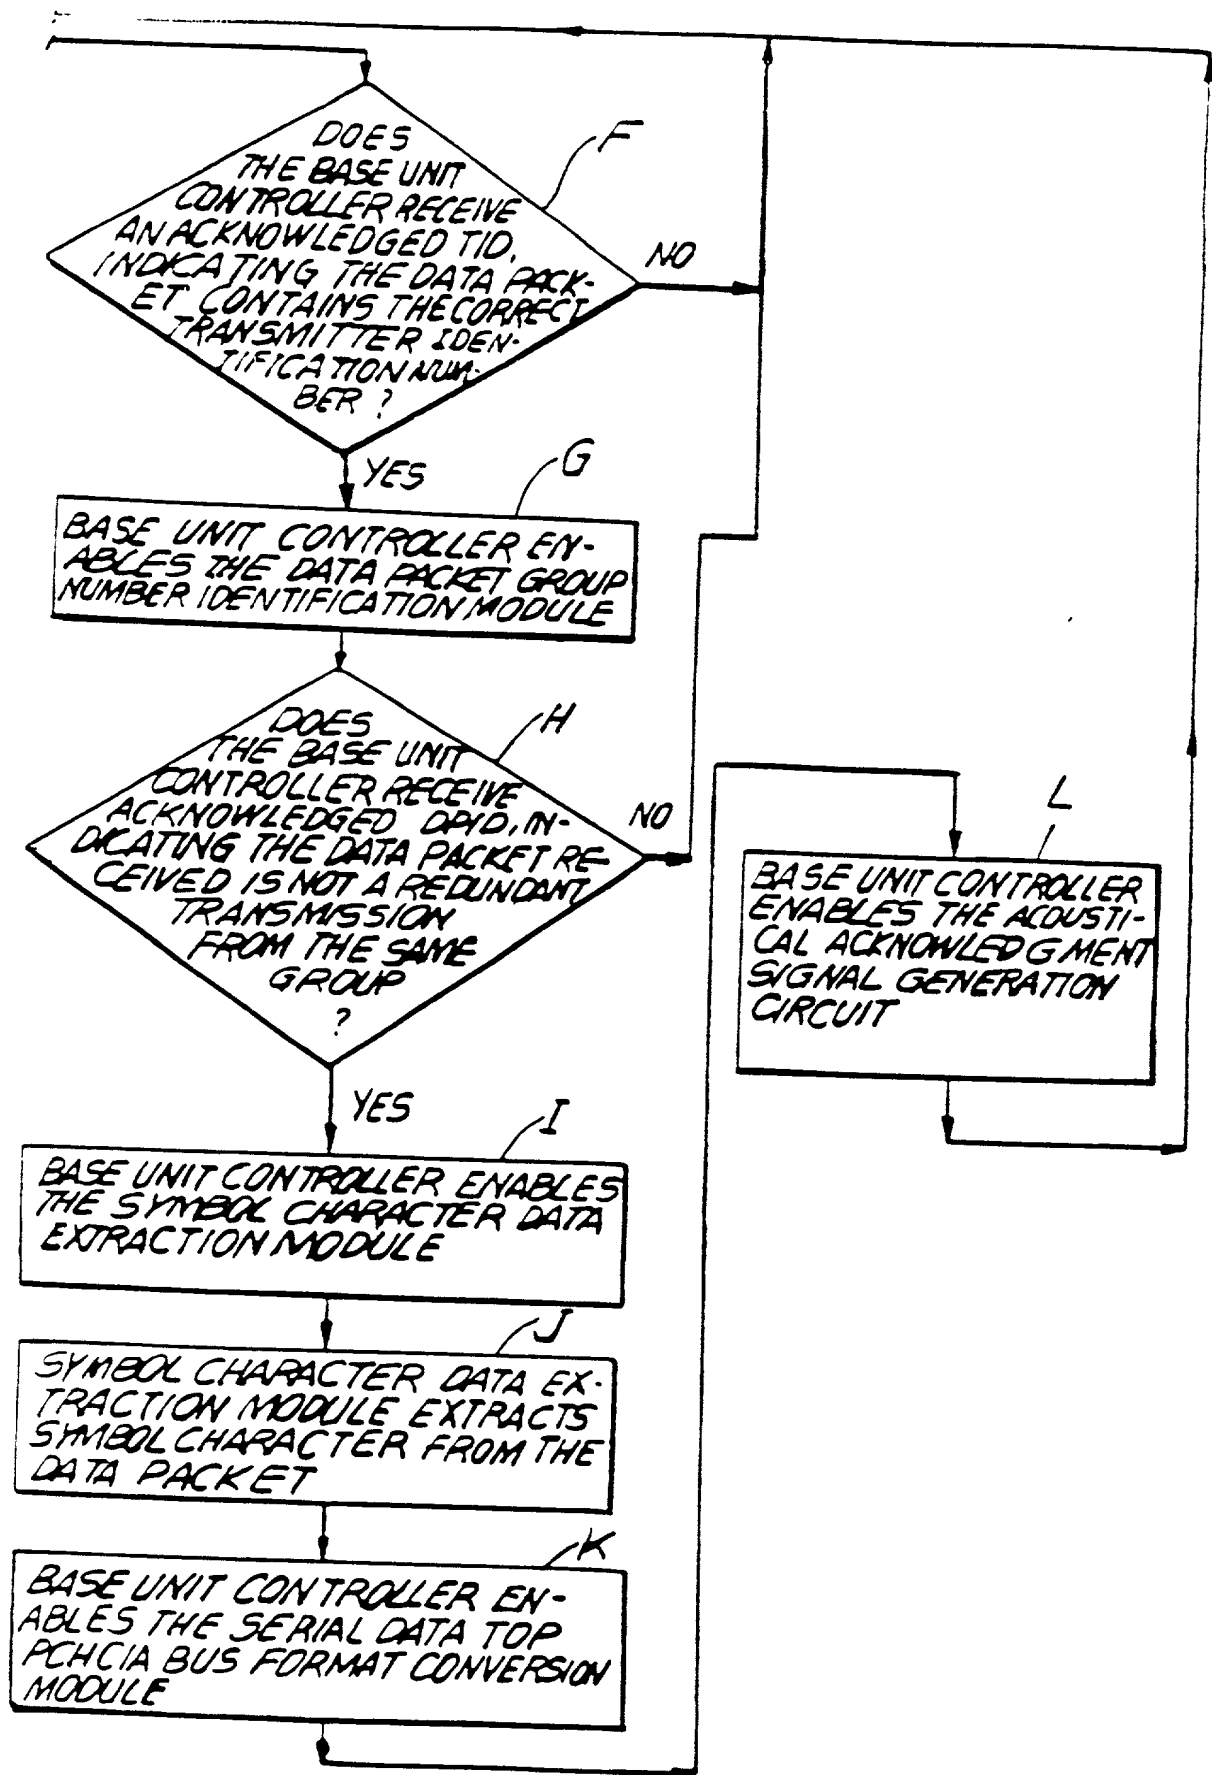 DOES
THE BASE UNIT
CONTROLLER RECEIVE
AN ACKNOWLEDGED TID,
INDICATING THE DATA PACK-
ET CONTAINS THE CORRECT
TRANSMITTER IDEN-
TIFICATION NUM-
BER ?
F
NO
YES
G
BASE UNIT CONTROLLER EN-
ABLES THE DATA PACKET GROUP
NUMBER IDENTIFICATION MODULE
DOES
THE BASE UNIT
CONTROLLER RECEIVE
ACKNOWLEDGED DPID, IN-
DICATING THE DATA PACKET RE-
CEIVED IS NOT A REDUNDANT
TRANSMISSION
FROM THE SAME
GROUP
?
H
NO
YES
I
BASE UNIT CONTROLLER ENABLES
THE SYMBOL CHARACTER DATA
EXTRACTION MODULE
J
SYMBOL CHARACTER DATA EX-
TRACTION MODULE EXTRACTS
SYMBOL CHARACTER FROM THE
DATA PACKET
K
BASE UNIT CONTROLLER EN-
ABLES THE SERIAL DATA TOP
PCHCIA BUS FORMAT CONVERSION
MODULE
L
BASE UNIT CONTROLLER
ENABLES THE ACOUSTI-
CAL ACKNOWLEDGMENT
SIGNAL GENERATION
CIRCUIT